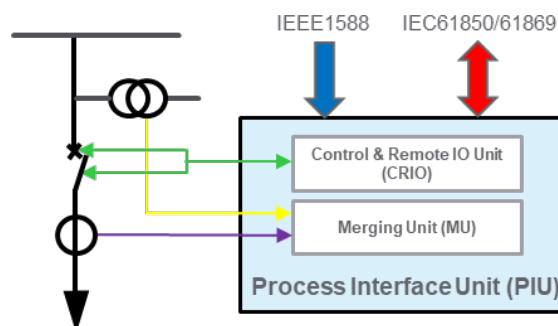 IEEE1588
IEC61850/61869
Control & Remote IO Unit
(CRIO)
Merging Unit (MU)
Process Interface Unit (PIU)